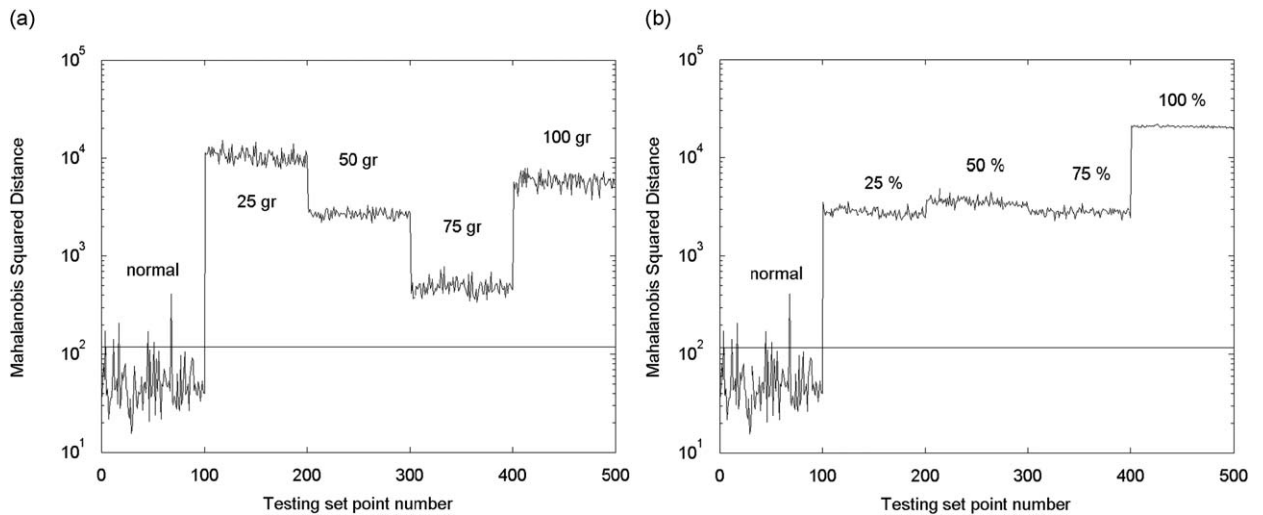 (a)
Mahalanobis Squared Distance
10^5
10^4
10^3
10^2
10^1
normal
25 gr
50 gr
75 gr
100 gr
0 100 200 300 400 500
Testing set point number
(b)
Mahalanobis Squared Distance
10^5
10^4
10^3
10^2
10^1
normal
25 %
50 %
75 %
100 %
0 100 200 300 400 500
Testing set point number